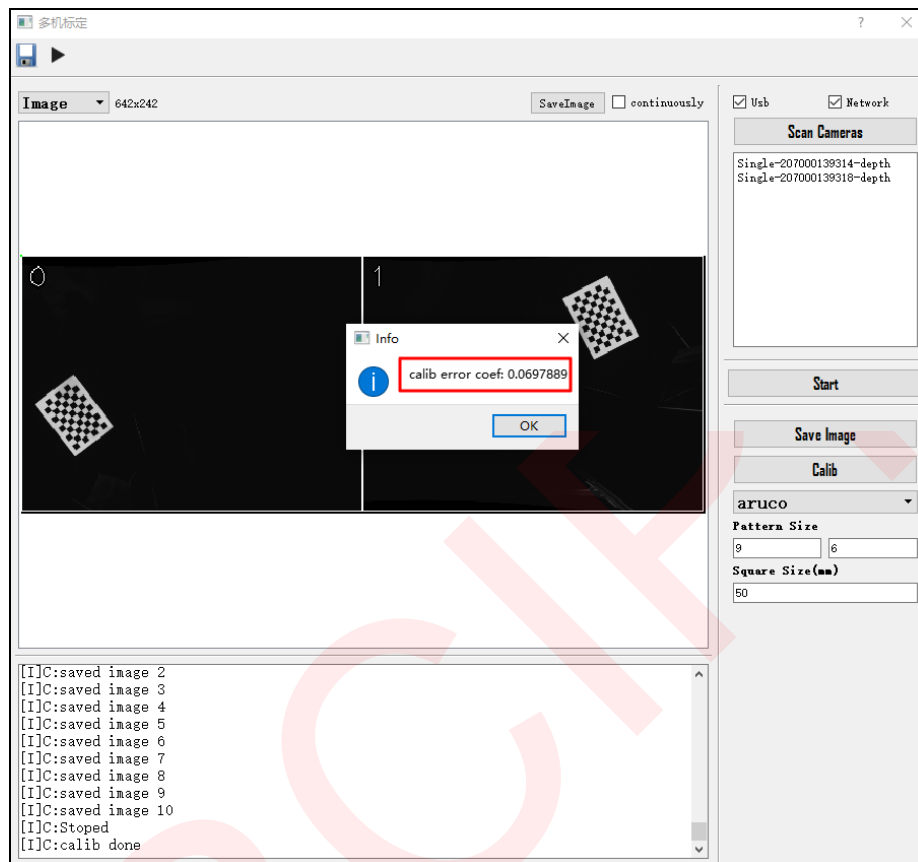 多机标定
?
Image
642x242
SaveImage
continuously
Usb
Network
Scan Cameras
Single-207000139314-depth
Single-207000139318-depth
0
1
Info
i
calib error coef: 0.0697889
OK
Start
Save Image
Calib
aruco
Pattern Size
9
6
Square Size(mm)
50
[I]C:saved image 2
[I]C:saved image 3
[I]C:saved image 4
[I]C:saved image 5
[I]C:saved image 6
[I]C:saved image 7
[I]C:saved image 8
[I]C:saved image 9
[I]C:saved image 10
[I]C:Stoped
[I]C:calib done